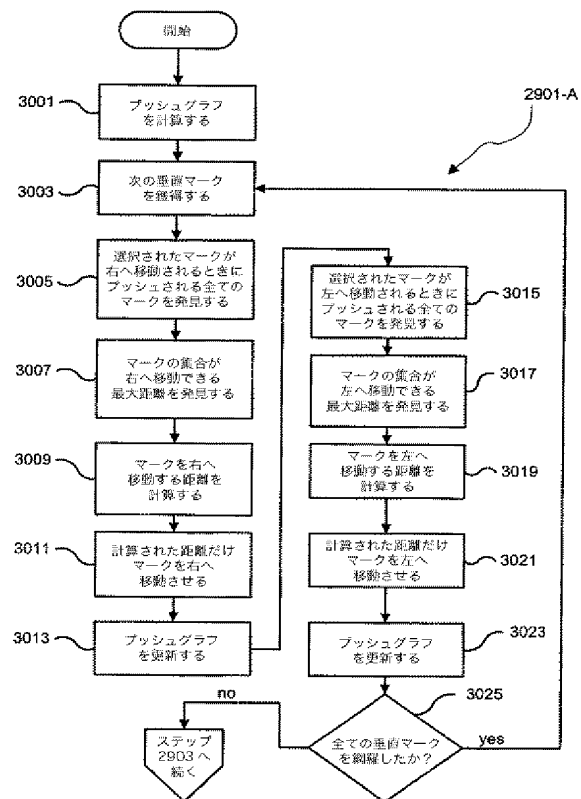 開始
2901-A
3001
プッシュグラフ
を計算する
3003
次の垂直マーク
を獲得する
3005
選択されたマークが
右へ移動されるときに
プッシュされる全ての
マークを発見する
3007
マークの集合が
右へ移動できる
最大距離を発見する
3009
マークを右へ
移動する距離を
計算する
3011
計算された距離だけ
マークを右へ
移動させる
3013
プッシュグラフ
を更新する
選択されたマークが
左へ移動されるときに
プッシュされる全ての
マークを発見する
3015
マークの集合が
左へ移動できる
最大距離を発見する
3017
マークを左へ
移動する距離を
計算する
3019
計算された距離だけ
マークを左へ
移動させる
3021
プッシュグラフ
を更新する
3023
3025
全ての垂直マーク
を網羅したか?
no
yes
ステップ
2903へ
続く